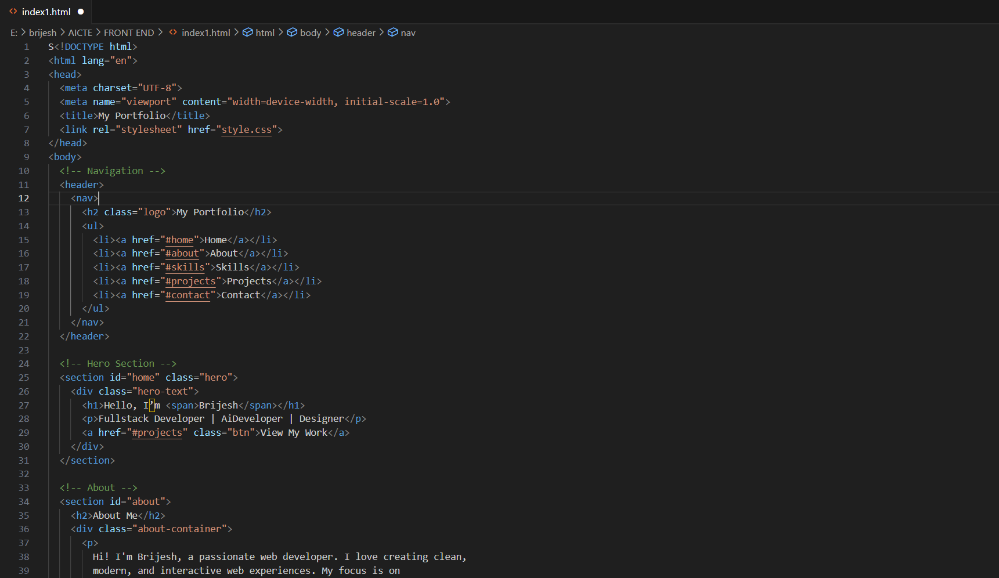 index1.html
E: > brijesh > AICTE > FRONT END > index1.html > html > body > header > nav
1 S<!DOCTYPE html>
2 <html lang="en">
3 <head>
4 <meta charset="UTF-8">
5 <meta name="viewport" content="width=device-width, initial-scale=1.0">
6 <title>My Portfolio</title>
7 <link rel="stylesheet" href="style.css">
8 </head>
9 <body>
10 <!-- Navigation -->
11 <header>
12 <nav>
13 <h2 class="logo">My Portfolio</h2>
14 <ul>
15 <li><a href="#home">Home</a></li>
16 <li><a href="#about">About</a></li>
17 <li><a href="#skills">Skills</a></li>
18 <li><a href="#projects">Projects</a></li>
19 <li><a href="#contact">Contact</a></li>
20 </ul>
21 </nav>
22 </header>
23
24 <!-- Hero Section -->
25 <section id="home" class="hero">
26 <div class="hero-text">
27 <h1>Hello, I’m <span>Brijesh</span></h1>
28 <p>Fullstack Developer | AiDeveloper | Designer</p>
29 <a href="#projects" class="btn">View My Work</a>
30 </div>
31 </section>
32
33 <!-- About -->
34 <section id="about">
35 <h2>About Me</h2>
36 <div class="about-container">
37 <p>
38 Hi! I'm Brijesh, a passionate web developer. I love creating clean,
39 modern, and interactive web experiences. My focus is on